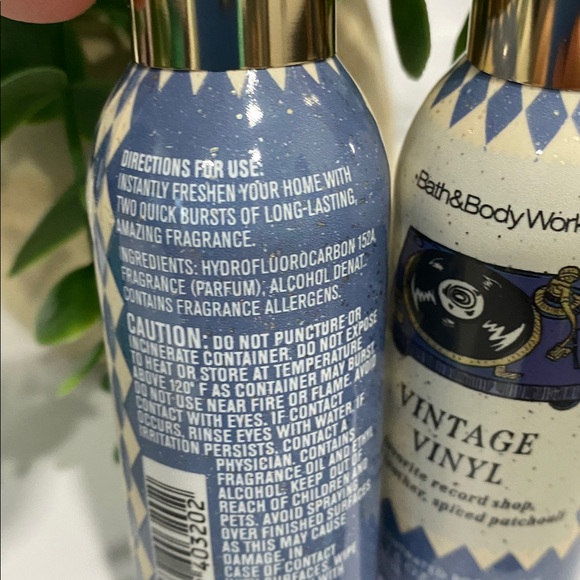 DIRECTIONS FOR USE:
INSTANTLY FRESHEN YOUR HOME WITH
TWO QUICK BURSTS OF LONG-LASTING,
AMAZING FRAGRANCE.
INGREDIENTS: HYDROFLUOROCARBON 152A,
FRAGRANCE (PARFUM), ALCOHOL DENAT.
CONTAINS FRAGRANCE ALLERGENS.
CAUTION: DO NOT PUNCTURE OR
INCINERATE CONTAINER. DO NOT EXPOSE
TO HEAT OR STORE AT TEMPERATURE
ABOVE 120° F AS CONTAINER MAY BURST.
DO NOT USE NEAR FIRE OR FLAME. AVOID
CONTACT WITH EYES. IF CONTACT
OCCURS, RINSE EYES WITH WATER. IF
IRRITATION PERSISTS, CONTACT A
PHYSICIAN. CONTAINS
FRAGRANCE OIL AND ETHYL
ALCOHOL. KEEP OUT OF
REACH OF CHILDREN AND
PETS. AVOID SPRAYING
OVER FINISHED SURFACES
AS THIS MAY CAUSE
DAMAGE. IN
CASE OF CONTACT
WIPE
403202
Bath&Body Work
VINTAGE
VINYL
record shop,
spiced patchouli